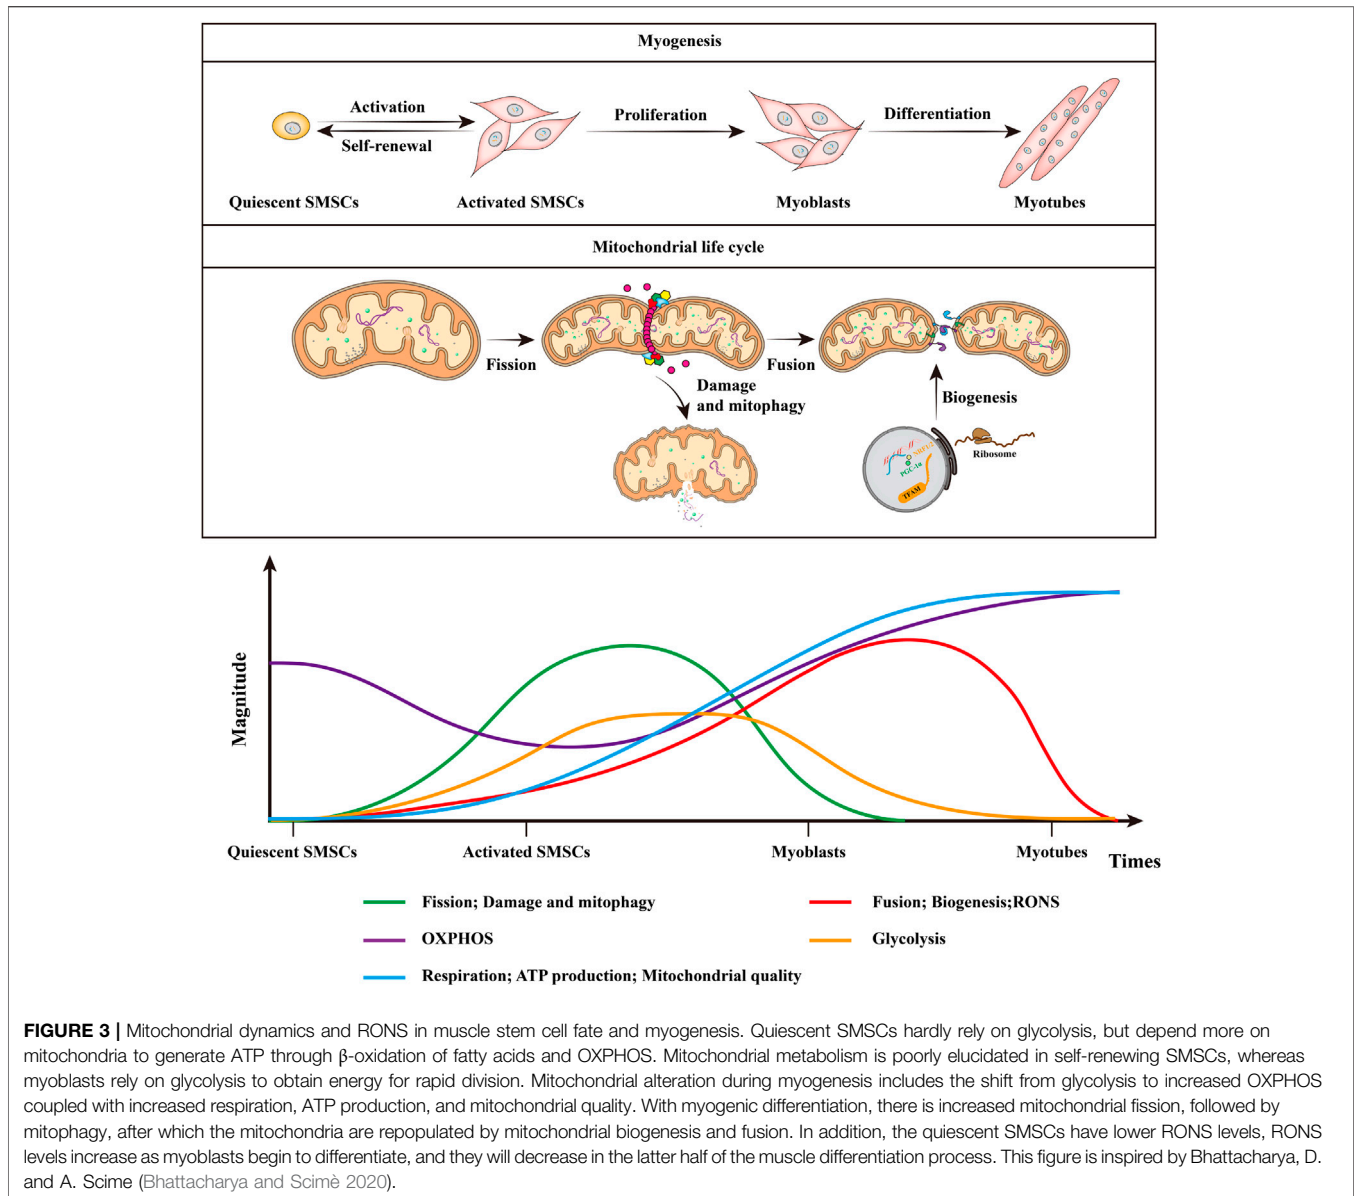 Myogenesis
Activation
Self-renewal
Proliferation
Differentiation
Quiescent SMSCs
Activated SMSCs
Myoblasts
Myotubes
Mitochondrial life cycle
Fission
Fusion
Damage
and mitophagy
Biogenesis
Ribosome
PGC-1α
TFAM
Magnitude
Quiescent SMSCs
Activated SMSCs
Myoblasts
Myotubes
Times
Fission; Damage and mitophagy
Fusion; Biogenesis;RONS
OXPHOS
Glycolysis
Respiration; ATP production; Mitochondrial quality
FIGURE 3 | Mitochondrial dynamics and RONS in muscle stem cell fate and myogenesis. Quiescent SMSCs hardly rely on glycolysis, but depend more on
mitochondria to generate ATP through β-oxidation of fatty acids and OXPHOS. Mitochondrial metabolism is poorly elucidated in self-renewing SMSCs, whereas
myoblasts rely on glycolysis to obtain energy for rapid division. Mitochondrial alteration during myogenesis includes the shift from glycolysis to increased OXPHOS
coupled with increased respiration, ATP production, and mitochondrial quality. With myogenic differentiation, there is increased mitochondrial fission, followed by
mitophagy, after which the mitochondria are repopulated by mitochondrial biogenesis and fusion. In addition, the quiescent SMSCs have lower RONS levels, RONS
levels increase as myoblasts begin to differentiate, and they will decrease in the latter half of the muscle differentiation process. This figure is inspired by Bhattacharya, D.
and A. Scime (Bhattacharya and Scimè 2020).